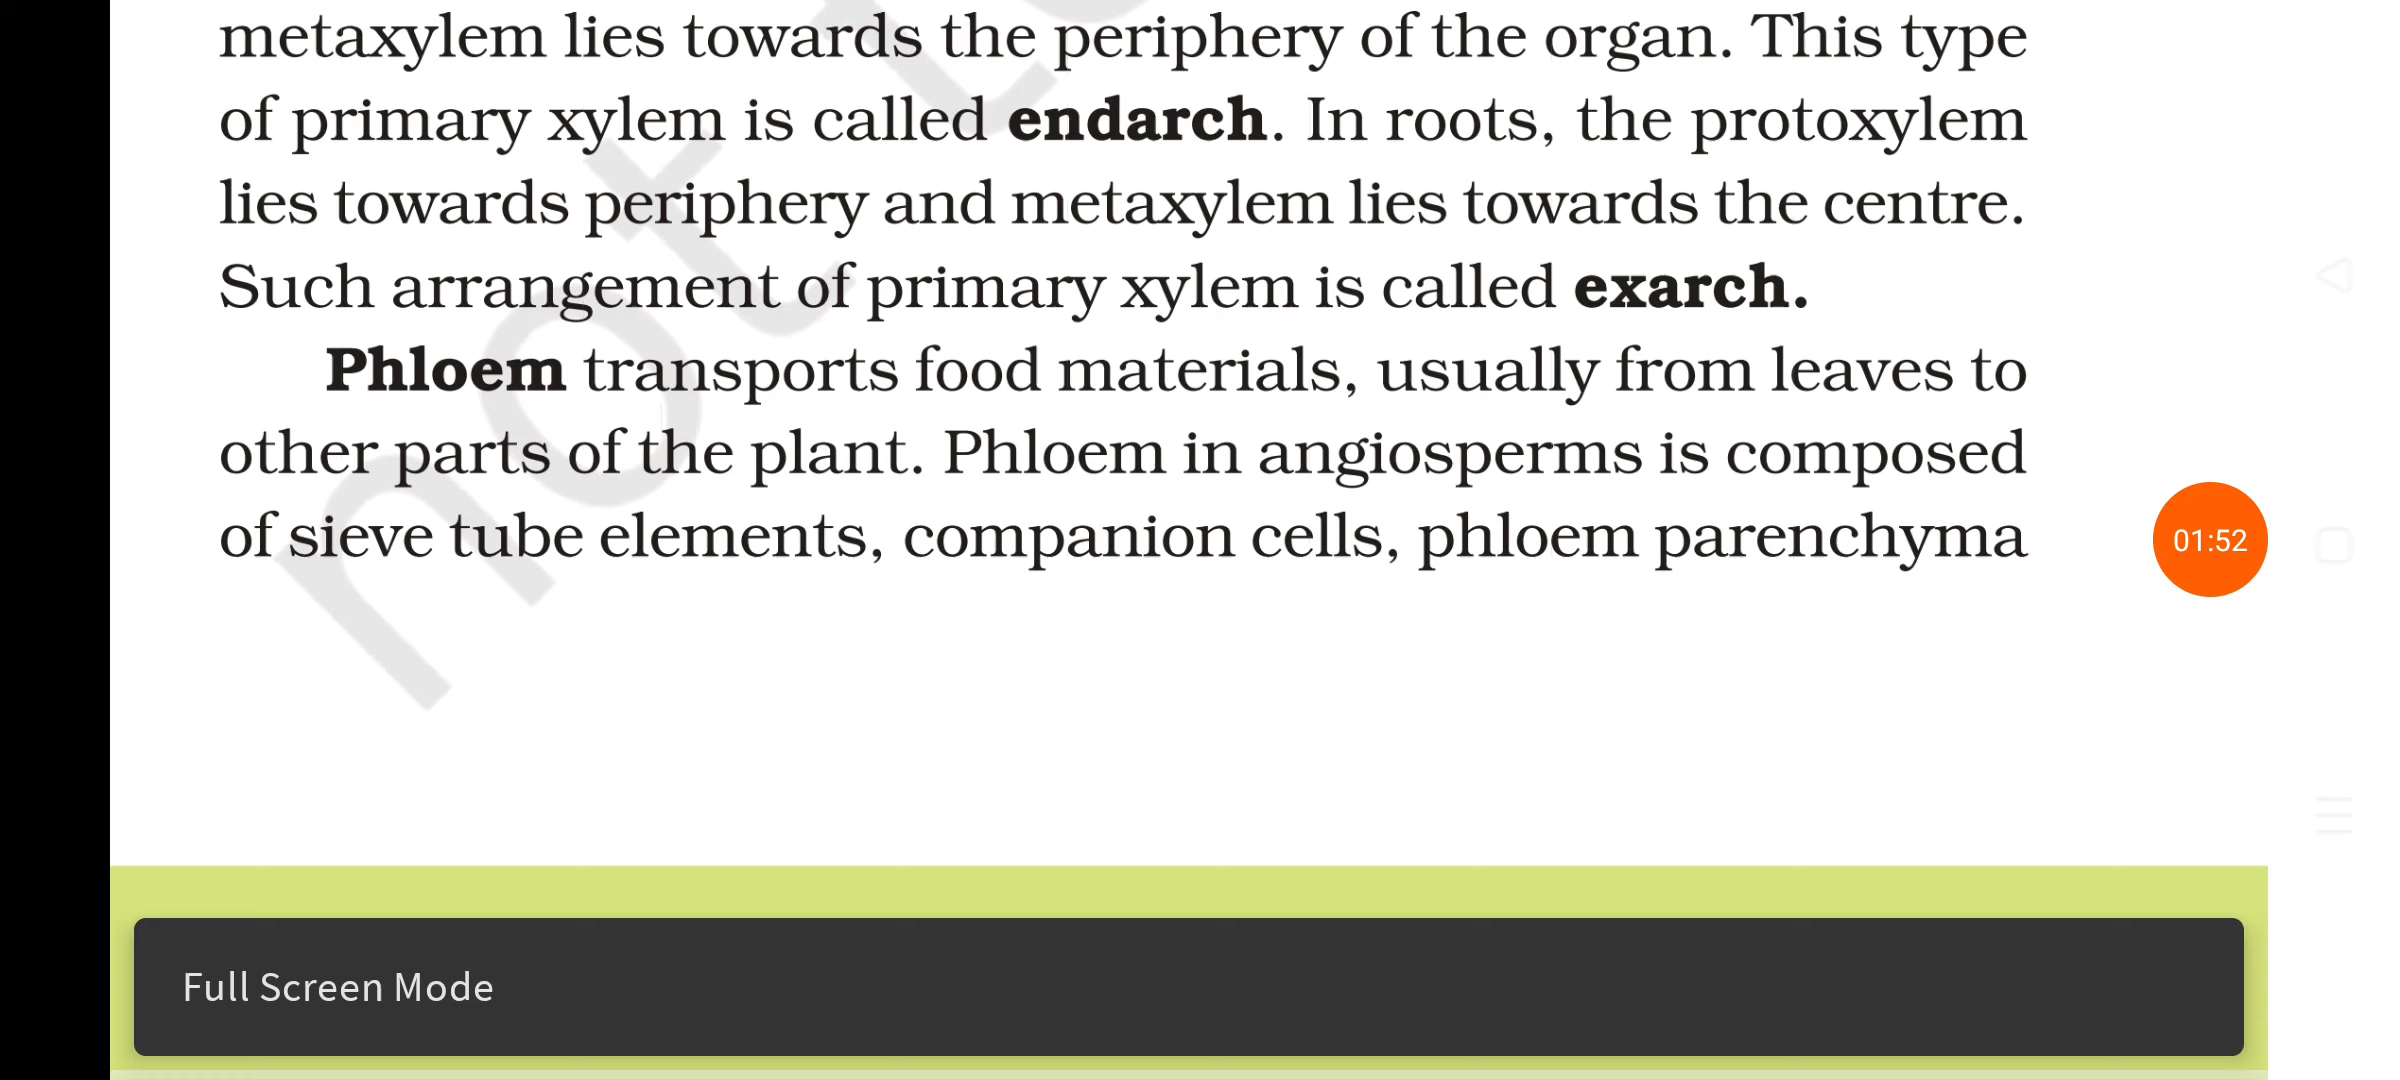 metaxylem lies towards the periphery of the organ. This type
of primary xylem is called endarch. In roots, the protoxylem
lies towards periphery and metaxylem lies towards the centre.
Such arrangement of primary xylem is called exarch.
Phloem transports food materials, usually from leaves to
other parts of the plant. Phloem in angiosperms is composed
of sieve tube elements, companion cells, phloem parenchyma
01:52
Full Screen Mode
not t